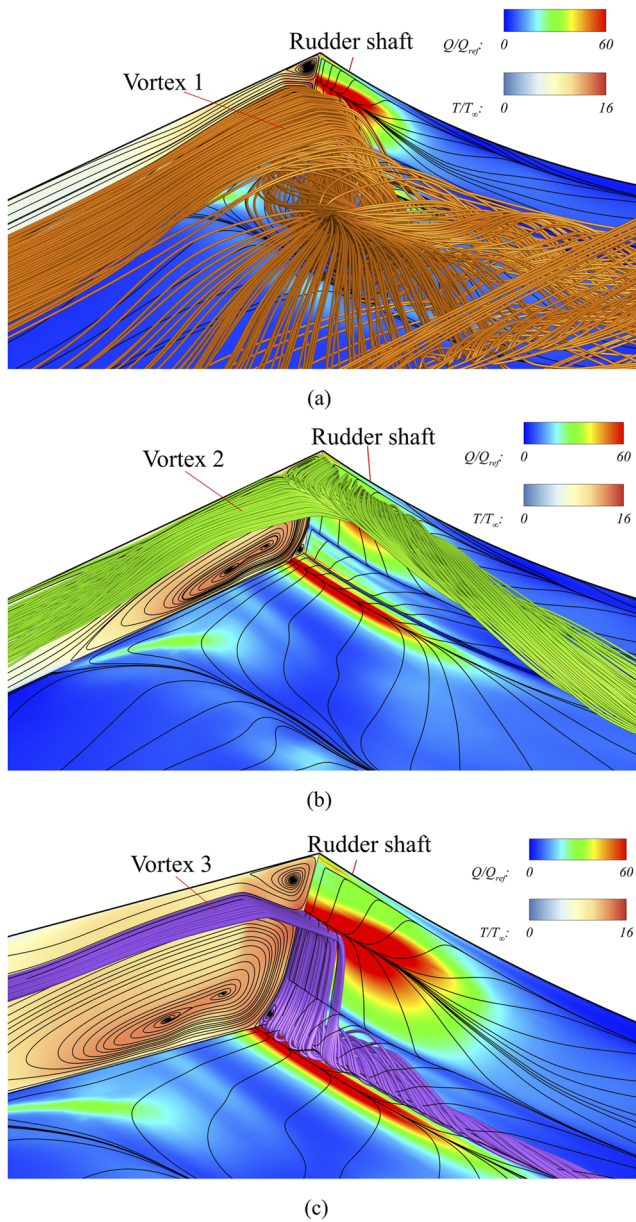 Rudder shaft
Vortex 1
Q/Qref:
0 60
T/T∞:
0 16
(a)
Rudder shaft
Vortex 2
Q/Qref:
0 60
T/T∞:
0 16
(b)
Rudder shaft
Vortex 3
Q/Qref:
0 60
T/T∞:
0 16
(c)